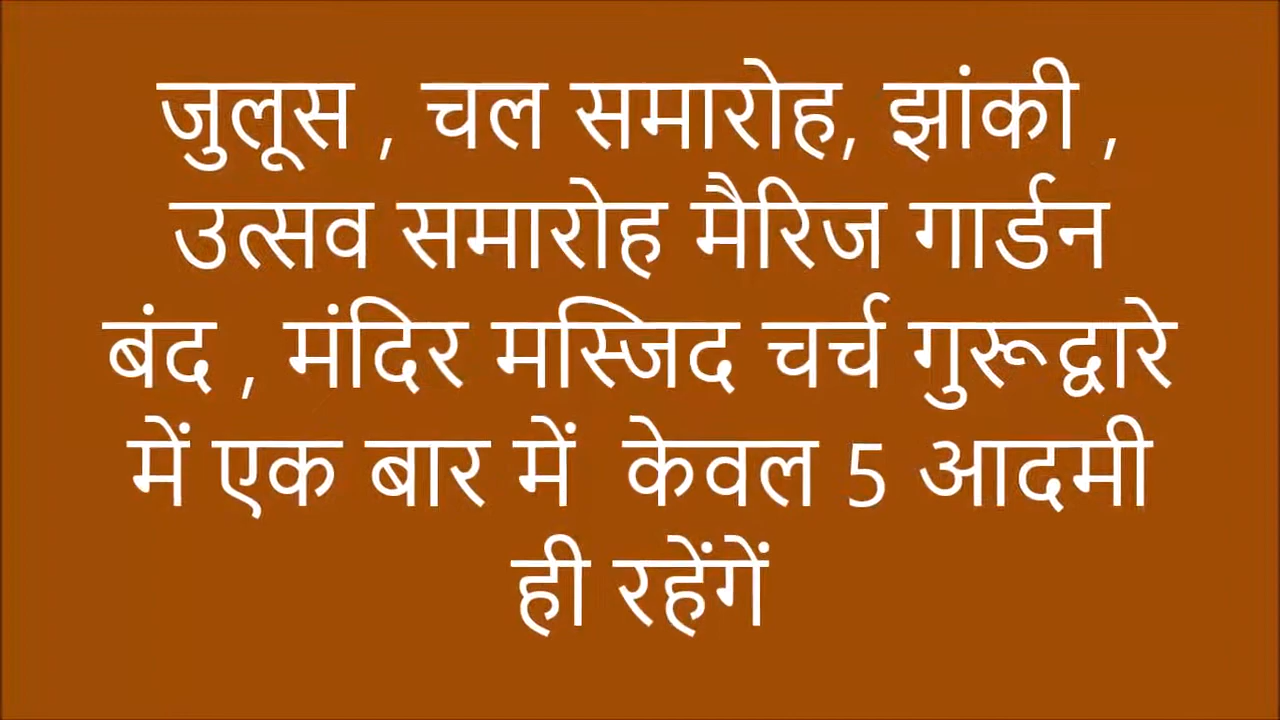 जुलूस , चल समारोह, झांकी ,
उत्सव समारोह मैरिज गार्डन
बंद , मंदिर मस्जिद चर्च गुरूद्वारे
में एक बार में  केवल 5 आदमी
ही रहेंगें